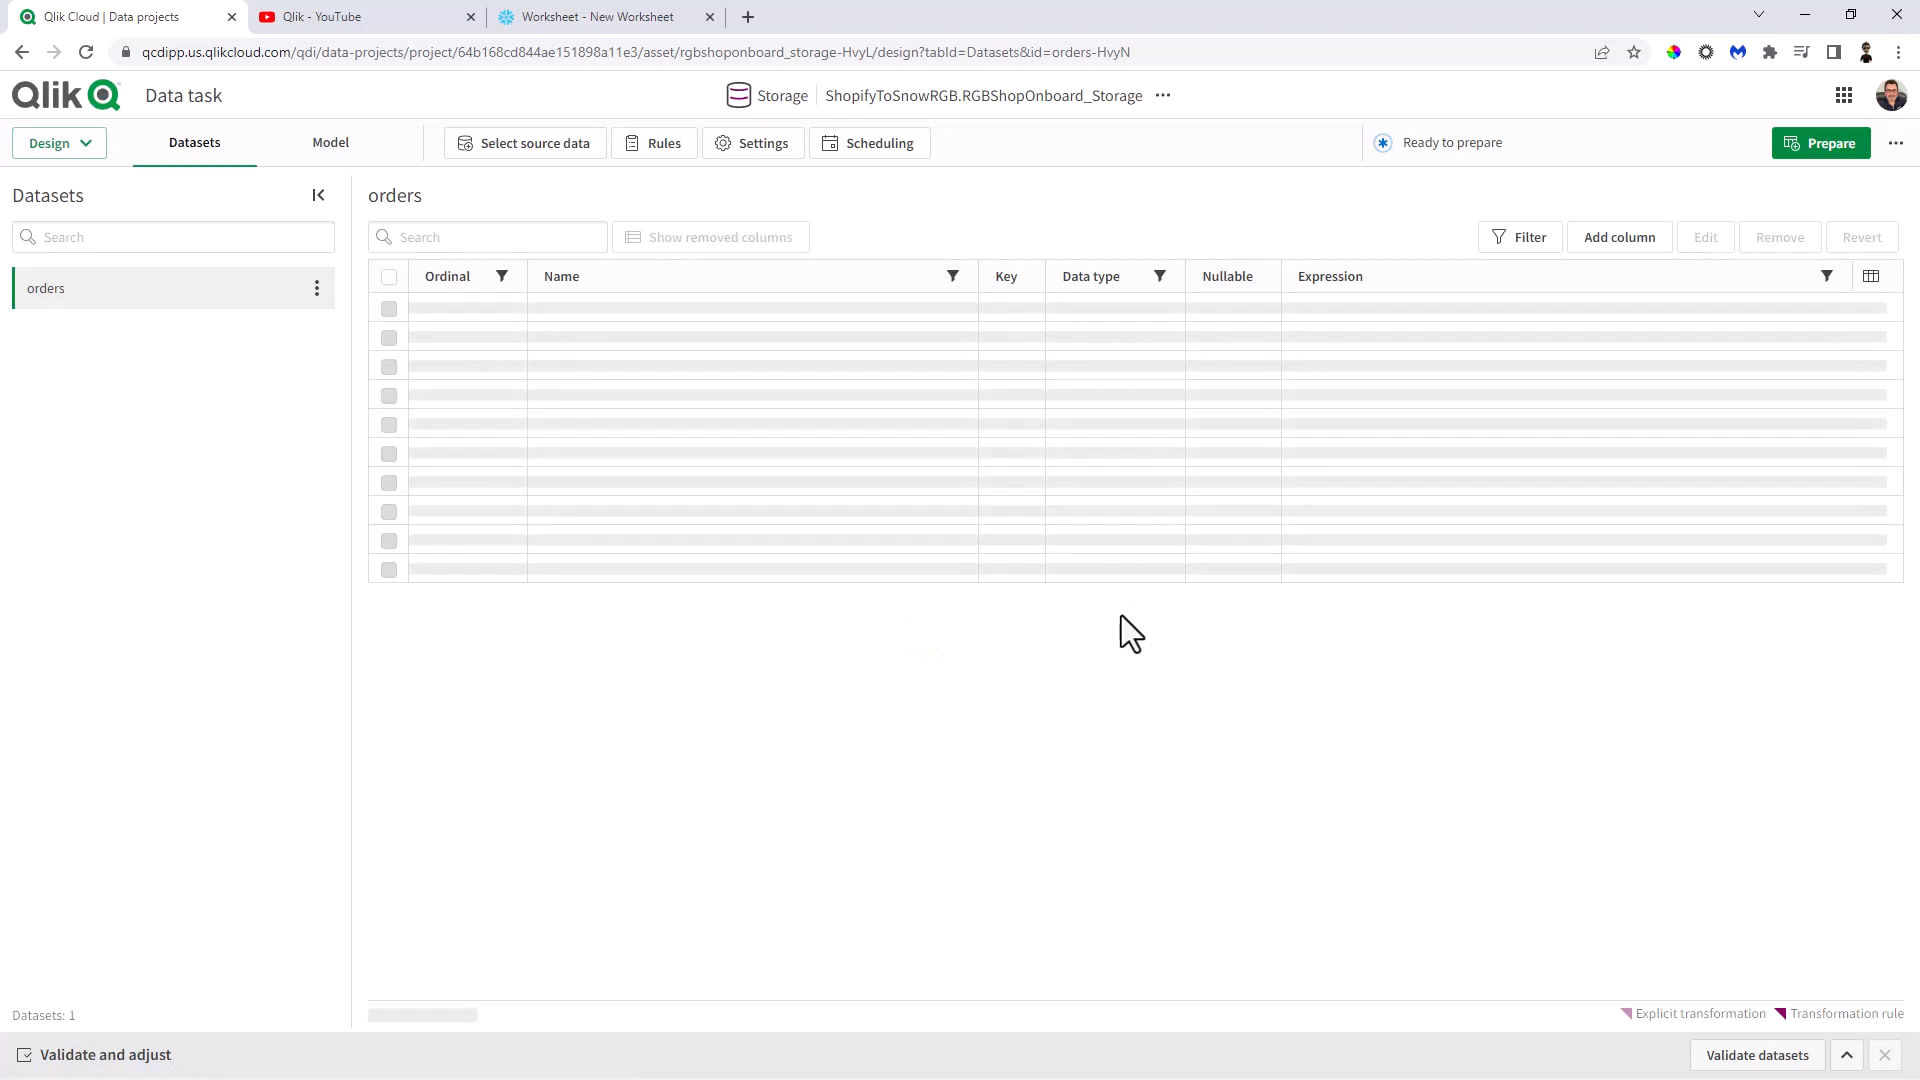 Qlik Cloud | Data projects
Qlik - YouTube
Worksheet - New Worksheet
qcdipp.us.qlikcloud.com/qdi/data-projects/project/64b168cd844ae151898a11e3/asset/rgbshoponboard_storage-HvyL/design?tabId=Datasets&id=orders-HvyN
Qlik Data task
Storage ShopifyToSnowRGB.RGBShopOnboard_Storage
Design Datasets Model Select source data Rules Settings Scheduling Ready to prepare Prepare
Datasets
orders
Search
Search Show removed columns Filter Add column Edit Remove Revert
Ordinal Name Key Data type Nullable Expression
orders
Datasets: 1
Explicit transformation Transformation rule
Validate and adjust Validate datasets